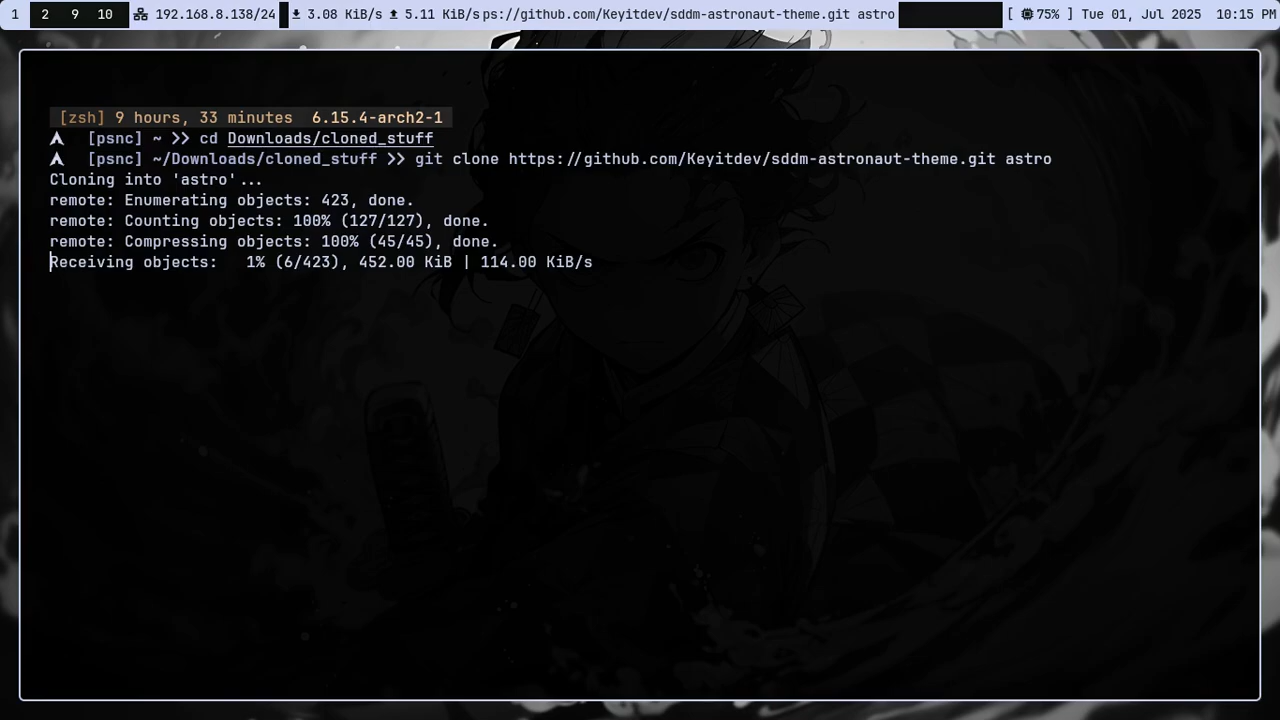 1 2 9 10 192.168.8.138/24 3.08 KiB/s 5.11 KiB/s ps://github.com/Keyitdev/sddm-astronaut-theme.git astro [ 75% ] Tue 01, Jul 2025 10:15 PM
[zsh] 9 hours, 33 minutes 6.15.4-arch2-1
[psnc] ~ >> cd Downloads/cloned_stuff
[psnc] ~/Downloads/cloned_stuff >> git clone https://github.com/Keyitdev/sddm-astronaut-theme.git astro
Cloning into 'astro'...
remote: Enumerating objects: 423, done.
remote: Counting objects: 100% (127/127), done.
remote: Compressing objects: 100% (45/45), done.
Receiving objects:   1% (6/423), 452.00 KiB | 114.00 KiB/s